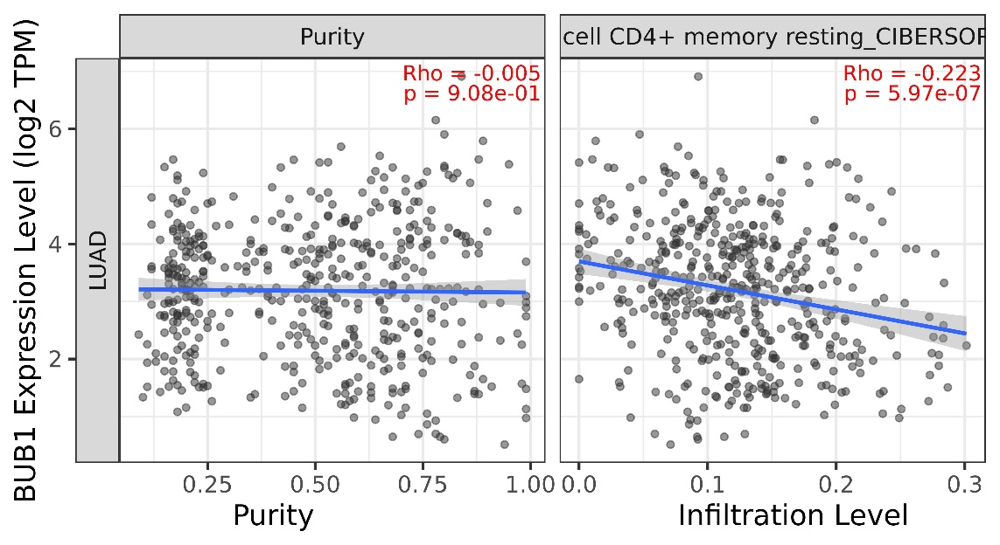 Purity
cell CD4+ memory resting_CIBERSOR
Rho = -0.005
p = 9.08e-01
Rho = -0.223
p = 5.97e-07
BUB1 Expression Level (log2 TPM)
LUAD
6
4
2
0.25 0.50 0.75 1.00
0.0 0.1 0.2 0.3
Purity
Infiltration Level